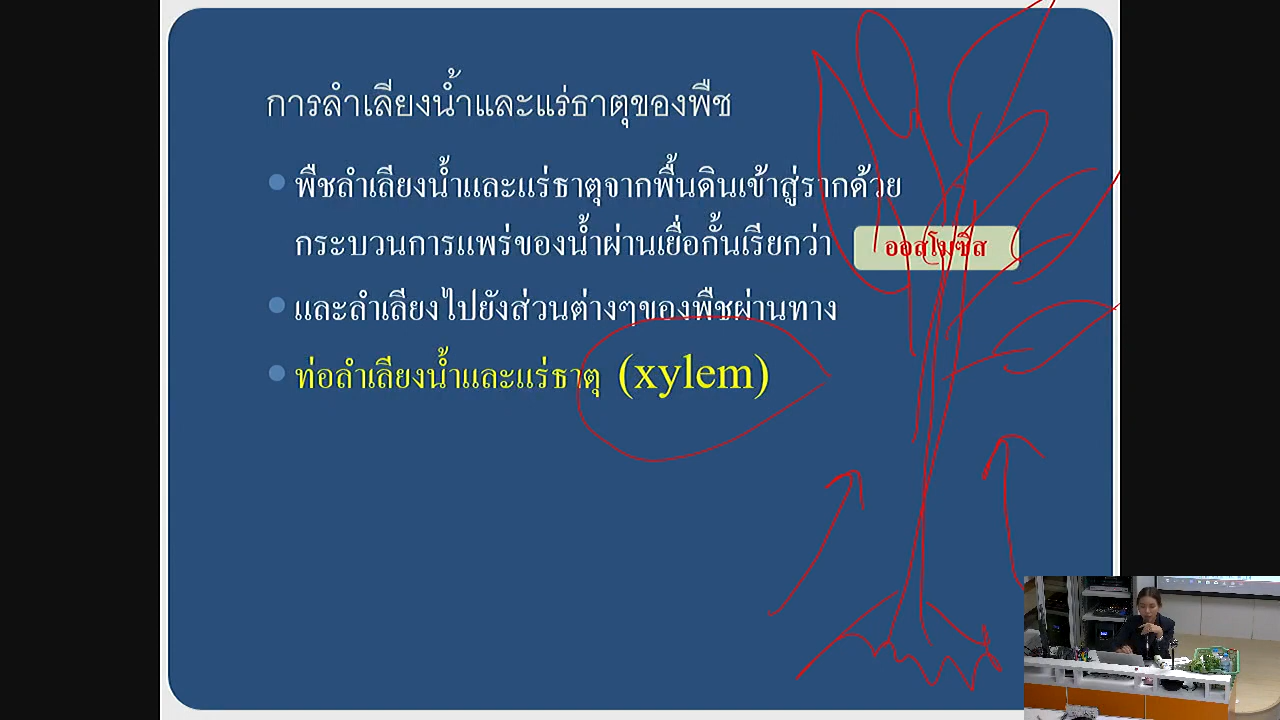 การลำเลียงน้ำและแร่ธาตุของพืช
พืชลำเลียงน้ำและแร่ธาตุจากพื้นดินเข้าสู่รากด้วย
กระบวนการแพร่ของน้ำผ่านเยื่อกั้นเรียกว่า ออสโมซีส
และลำเลียงไปยังส่วนต่างๆของพืชผ่านทาง
ท่อลำเลียงน้ำและแร่ธาตุ (xylem)